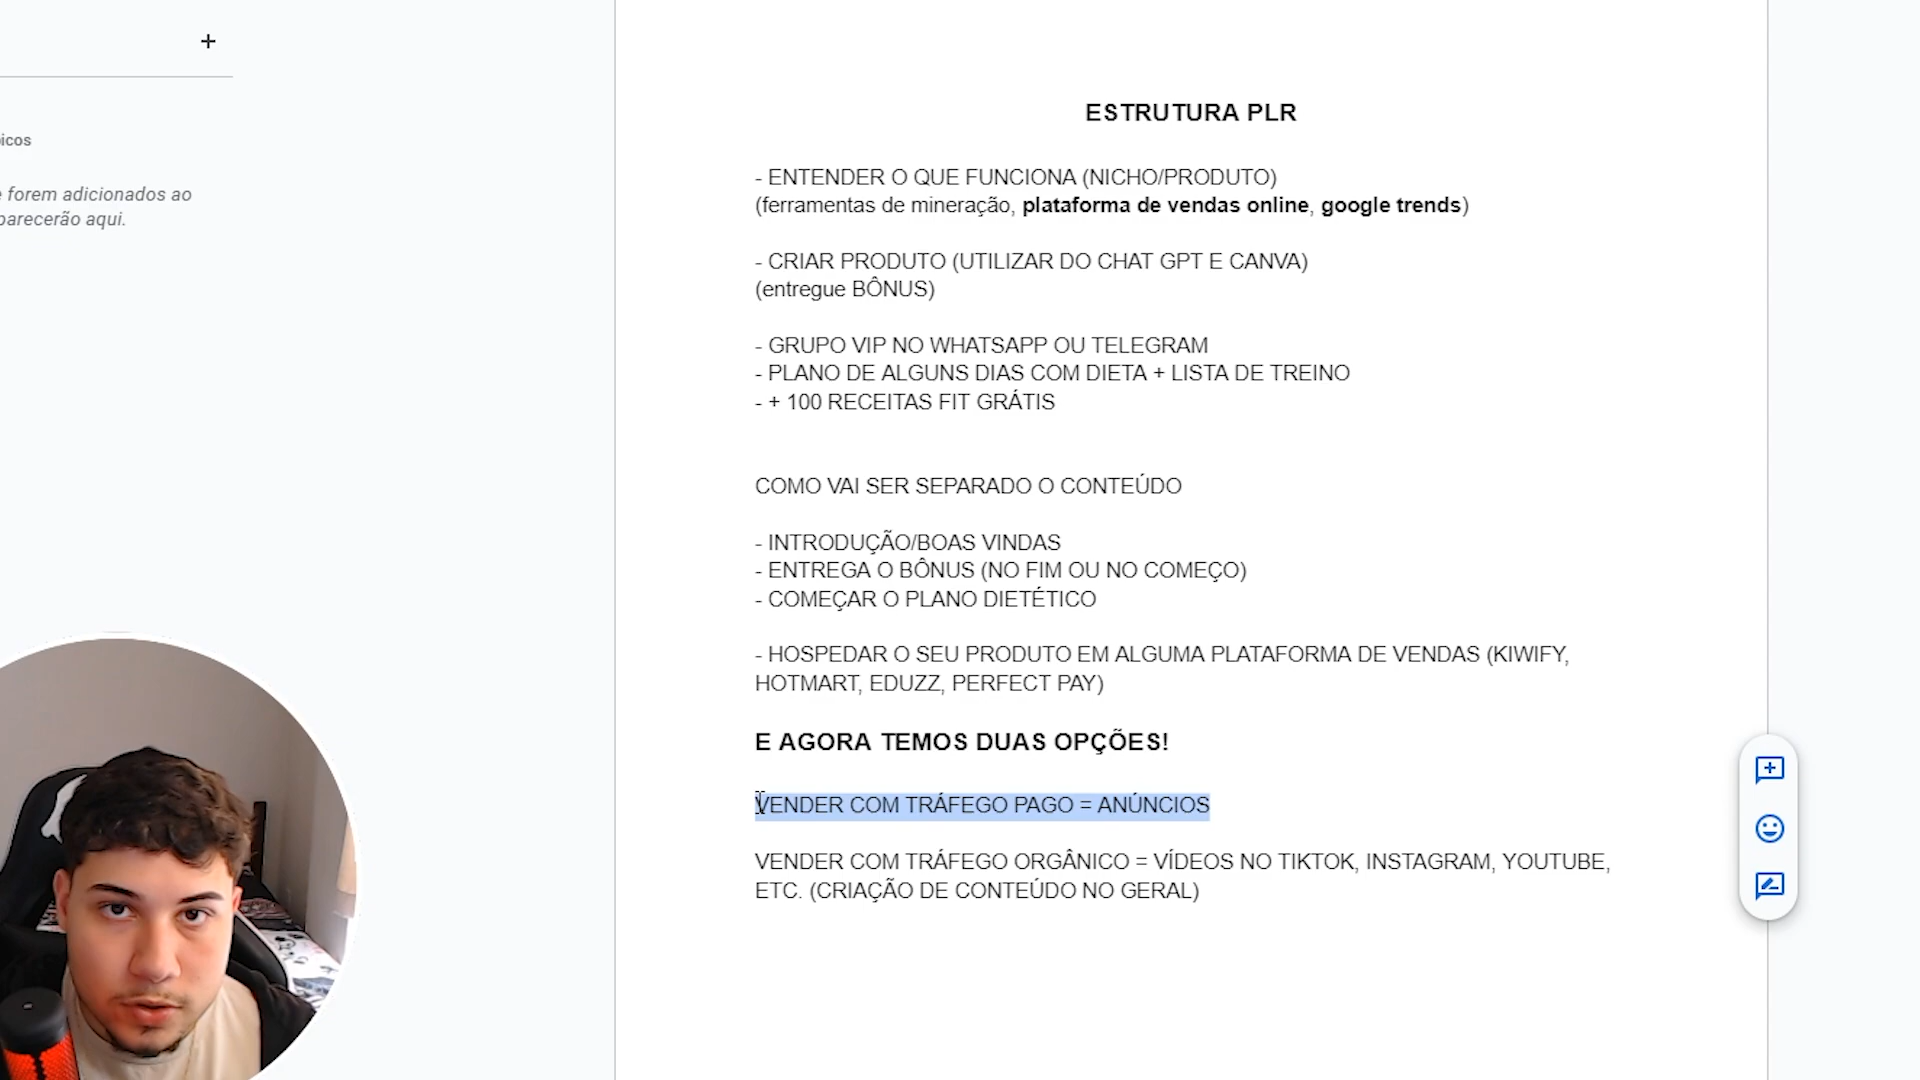 +
icos
e forem adicionados ao
parecerão aqui.
ESTRUTURA PLR
- ENTENDER O QUE FUNCIONA (NICHO/PRODUTO)
(ferramentas de mineração, plataforma de vendas online, google trends)
- CRIAR PRODUTO (UTILIZAR DO CHAT GPT E CANVA)
(entregue BÔNUS)
- GRUPO VIP NO WHATSAPP OU TELEGRAM
- PLANO DE ALGUNS DIAS COM DIETA + LISTA DE TREINO
- + 100 RECEITAS FIT GRÁTIS
COMO VAI SER SEPARADO O CONTEÚDO
- INTRODUÇÃO/BOAS VINDAS
- ENTREGA O BÔNUS (NO FIM OU NO COMEÇO)
- COMEÇAR O PLANO DIETÉTICO
- HOSPEDAR O SEU PRODUTO EM ALGUMA PLATAFORMA DE VENDAS (KIWIFY,
HOTMART, EDUZZ, PERFECT PAY)
E AGORA TEMOS DUAS OPÇÕES!
VENDER COM TRÁFEGO PAGO = ANÚNCIOS
VENDER COM TRÁFEGO ORGÂNICO = VÍDEOS NO TIKTOK, INSTAGRAM, YOUTUBE,
ETC. (CRIAÇÃO DE CONTEÚDO NO GERAL)